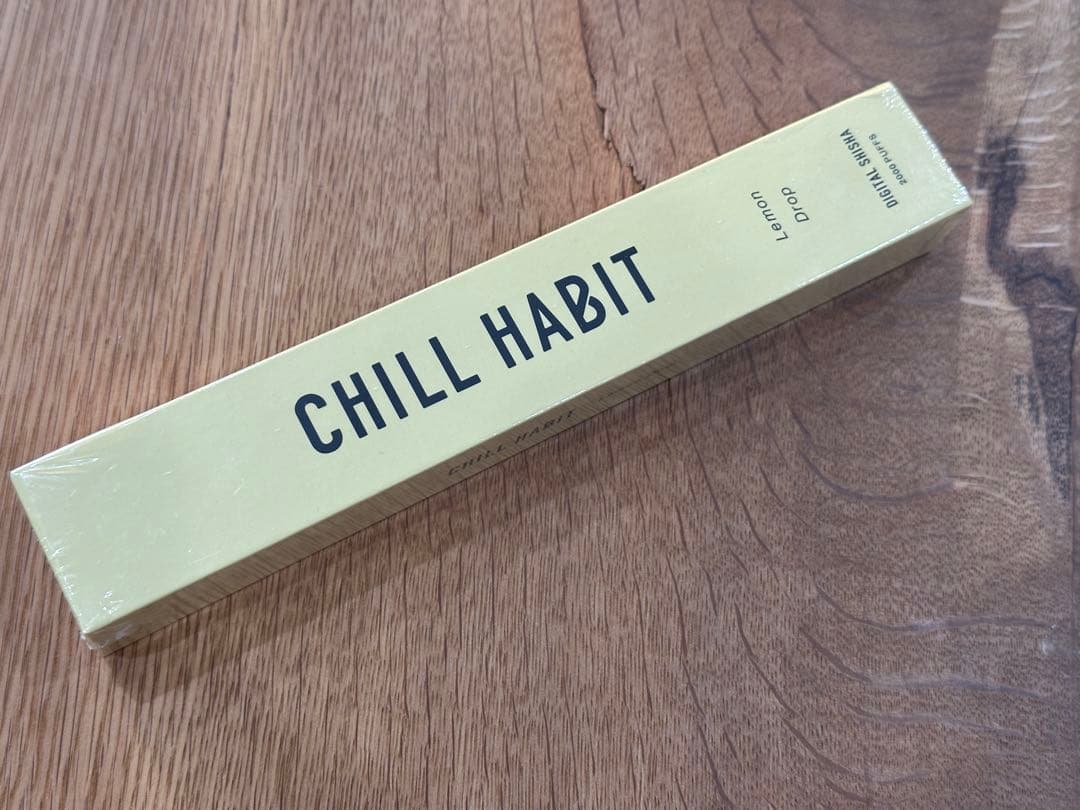 CHILL HABIT
Lemon
Drop
DIGITAL SHISHA
2000 PUFFS
CHILL HABIT